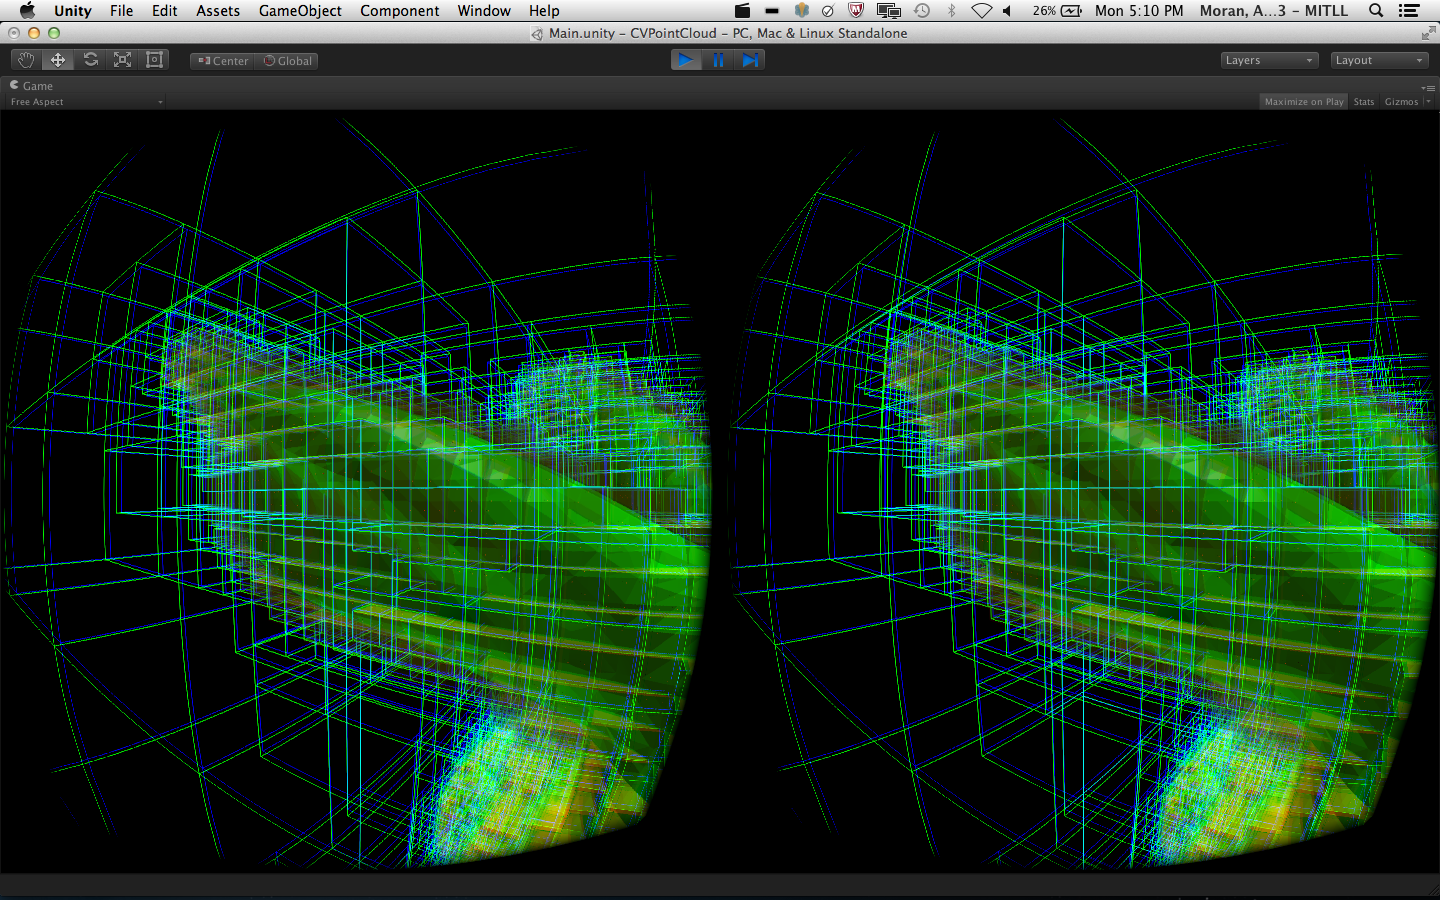 Unity File Edit Assets GameObject Component Window Help 26% Mon 5:10 PM Moran, A...3 – MITLL
Main.unity – CVPointCloud – PC, Mac & Linux Standalone
Center Global Layers Layout
Game
Free Aspect Maximize on Play Stats Gizmos